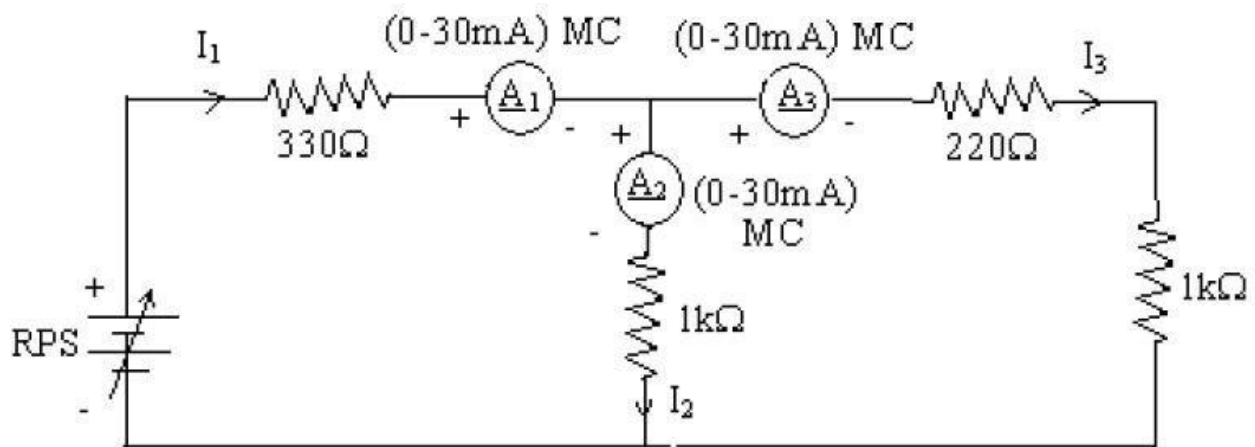 (0-30mA) MC
(0-30mA) MC
I₁
I₃
A1
A3
+
-
+
+
-
330Ω
220Ω
A2
(0-30mA)
MC
-
+
1kΩ
1kΩ
RPS
-
I₂